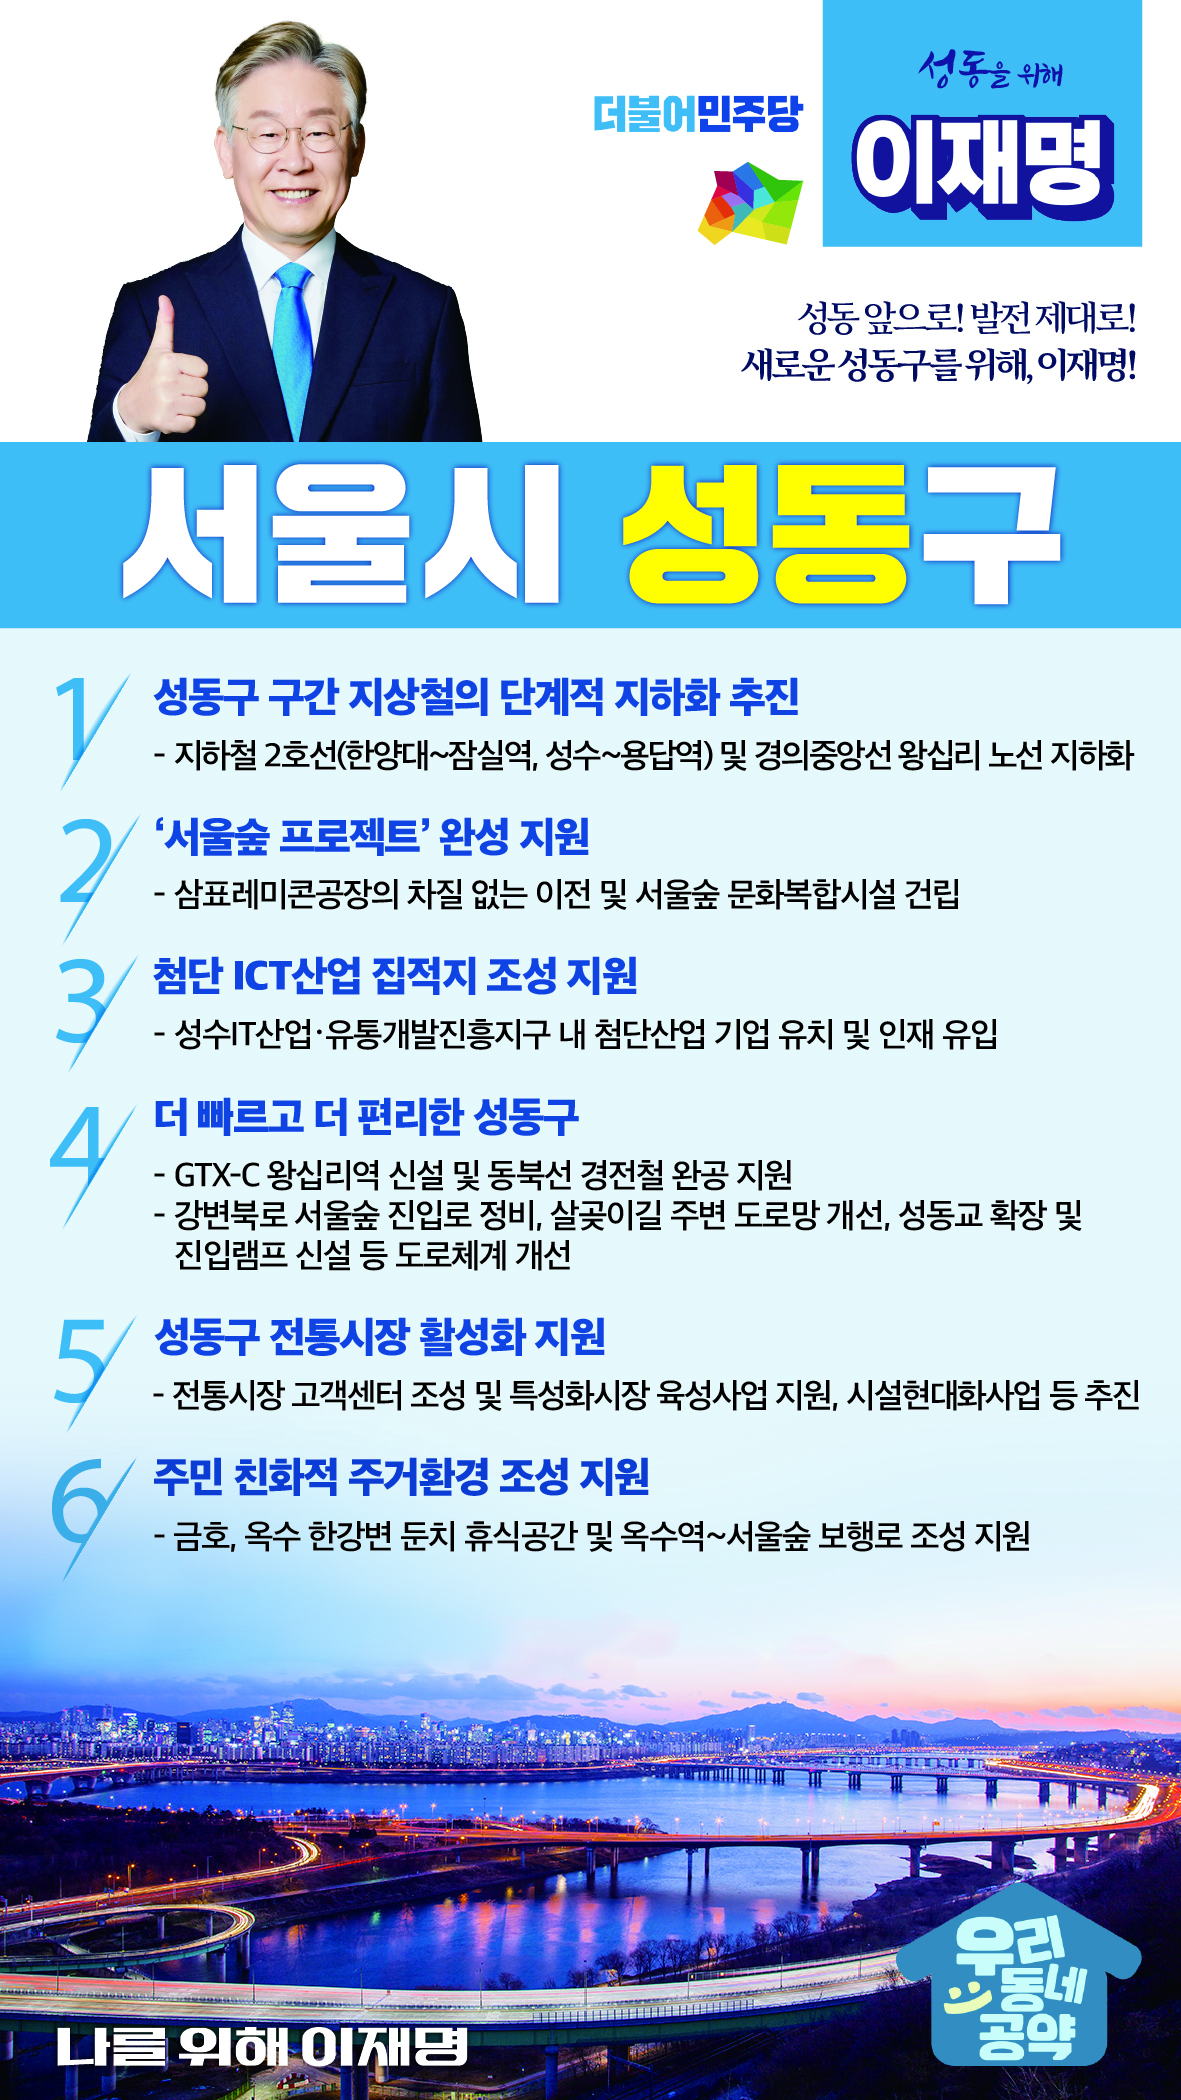 더불어민주당
성동을 위해
이재명
성동 앞으로! 발전 제대로!
새로운 성동구를 위해, 이재명!
서울시 성동구
1 성동구 구간 지상철의 단계적 지하화 추진
- 지하철 2호선(한양대~잠실역, 성수~용답역) 및 경의중앙선 왕십리 노선 지하화
2 ‘서울숲 프로젝트’ 완성 지원
- 삼표레미콘공장의 차질 없는 이전 및 서울숲 문화복합시설 건립
3 첨단 ICT산업 집적지 조성 지원
- 성수IT산업·유통개발진흥지구 내 첨단산업 기업 유치 및 인재 유입
4 더 빠르고 더 편리한 성동구
- GTX-C 왕십리역 신설 및 동북선 경전철 완공 지원
- 강변북로 서울숲 진입로 정비, 살곶이길 주변 도로망 개선, 성동교 확장 및
진입램프 신설 등 도로체계 개선
5 성동구 전통시장 활성화 지원
- 전통시장 고객센터 조성 및 특성화시장 육성사업 지원, 시설현대화사업 등 추진
6 주민 친화적 주거환경 조성 지원
- 금호, 옥수 한강변 둔치 휴식공간 및 옥수역~서울숲 보행로 조성 지원
우리
동네
공약
나를 위해 이재명